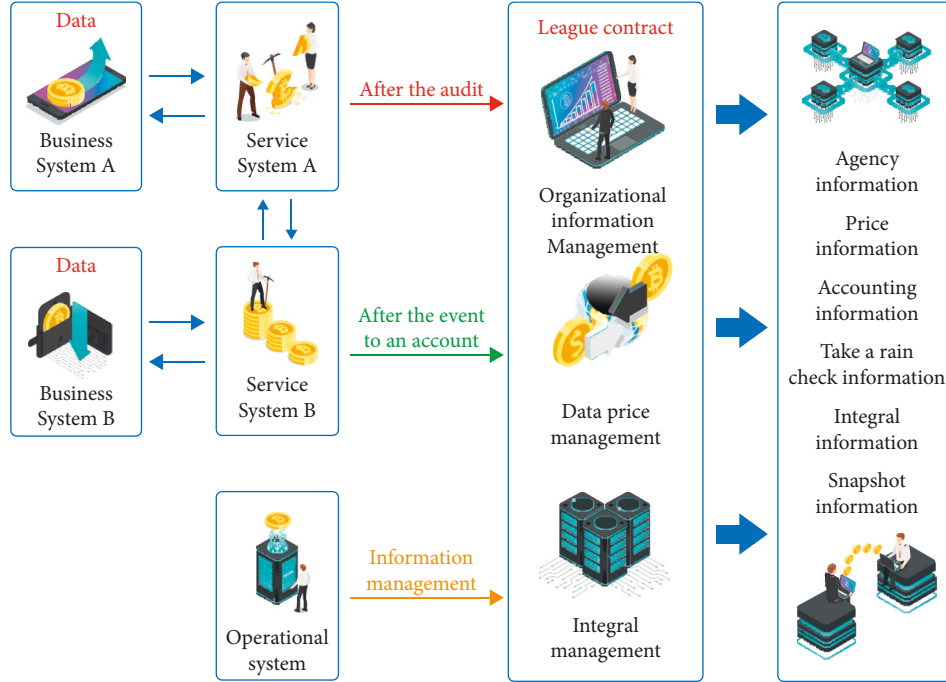 Data
Business
System A
Service
System A
After the audit
League contract
Organizational
information
Management
Agency
information
Price
information
Accounting
information
Take a rain
check information
Integral
information
Snapshot
information
Data
Business
System B
Service
System B
After the event
to an account
Data price
management
Operational
system
Information
management
Integral
management